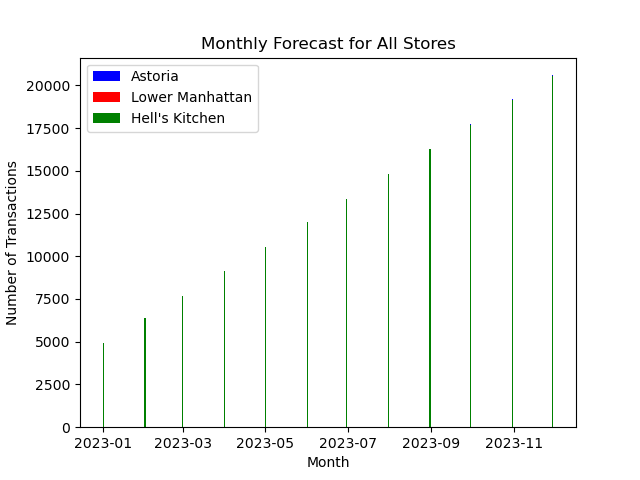 Monthly Forecast for All Stores
Astoria
Lower Manhattan
Hell's Kitchen
Number of Transactions
20000
17500
15000
12500
10000
7500
5000
2500
0
2023-01 2023-03 2023-05 2023-07 2023-09 2023-11
Month